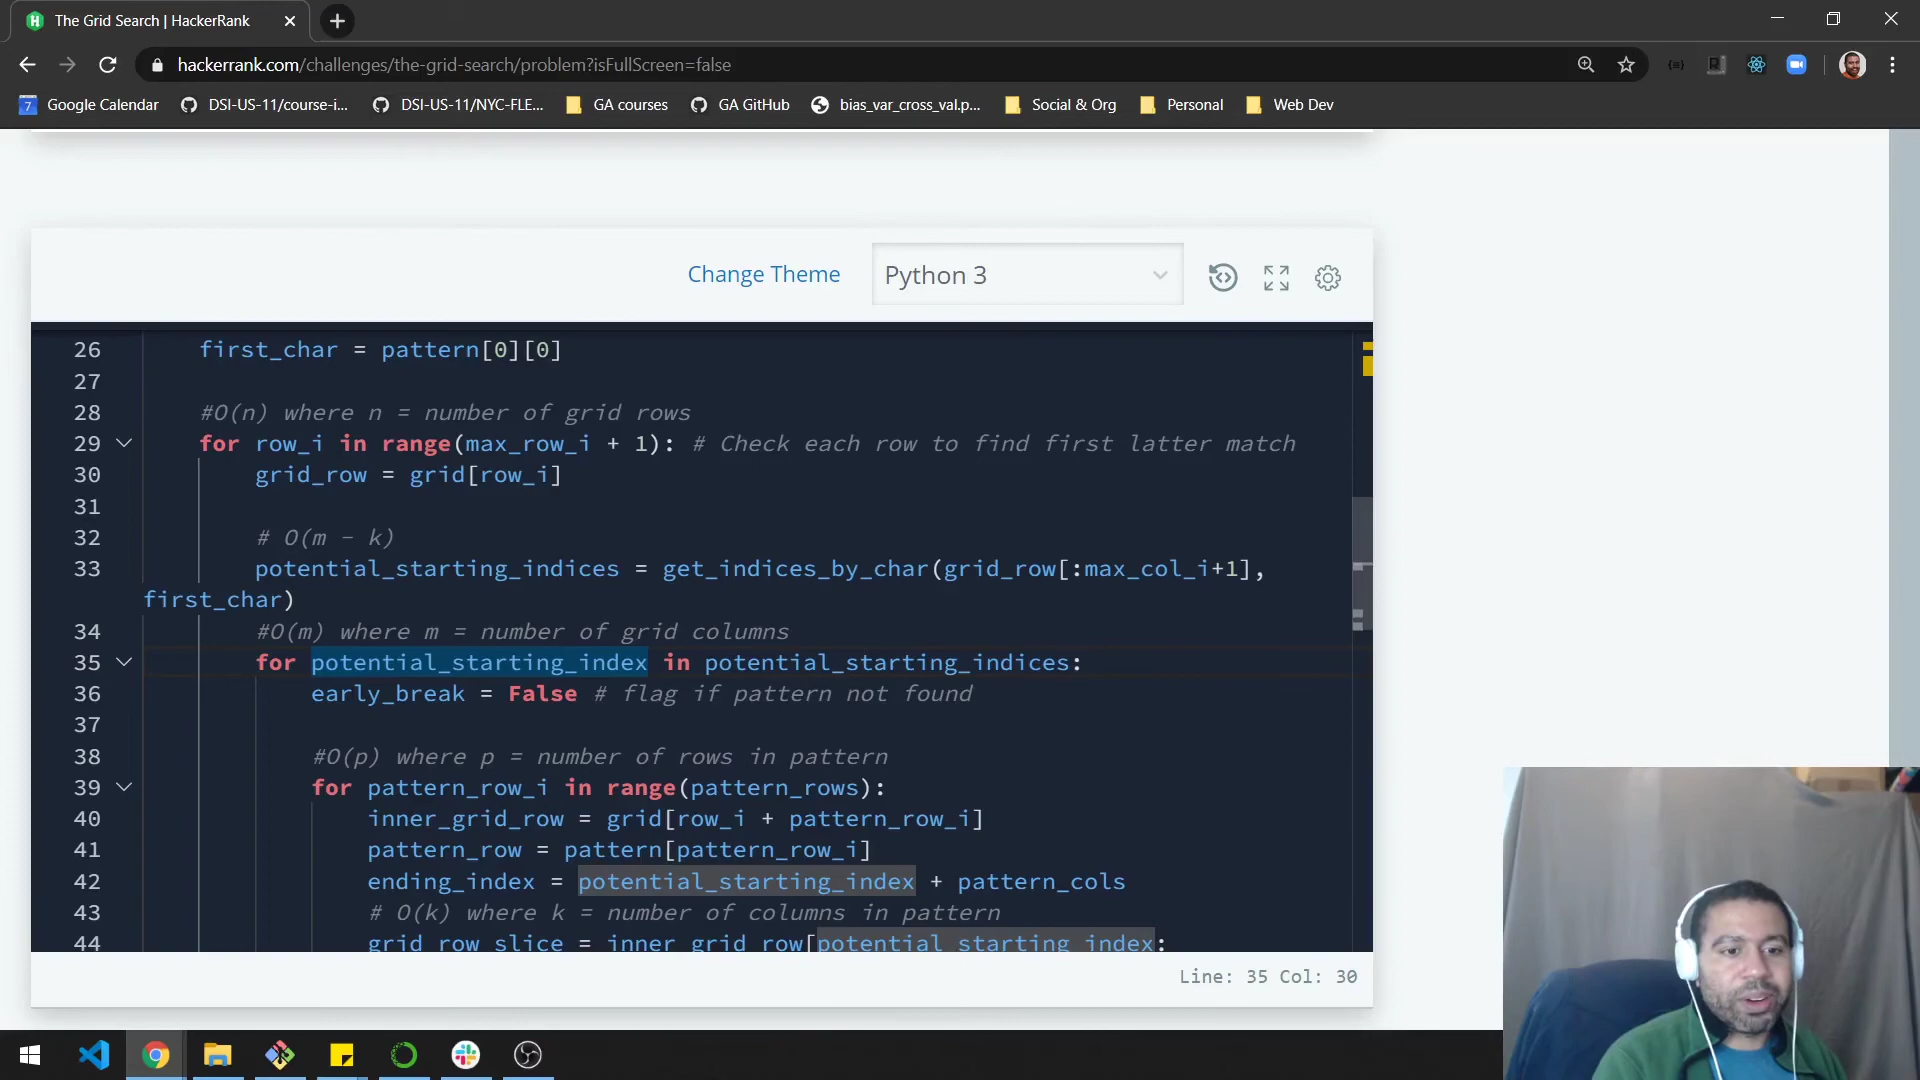 The Grid Search | HackerRank
hackerrank.com/challenges/the-grid-search/problem?isFullScreen=false
7 Google Calendar DSI-US-11/course-i... DSI-US-11/NYC-FLE... GA courses GA GitHub bias_var_cross_val.p... Social & Org Personal Web Dev
Change Theme Python 3
26 first_char = pattern[0][0]
27
28 #O(n) where n = number of grid rows
29 for row_i in range(max_row_i + 1): # Check each row to find first latter match
30 grid_row = grid[row_i]
31
32 # O(m - k)
33 potential_starting_indices = get_indices_by_char(grid_row[:max_col_i+1],
first_char)
34 #O(m) where m = number of grid columns
35 for potential_starting_index in potential_starting_indices:
36 early_break = False # flag if pattern not found
37
38 #O(p) where p = number of rows in pattern
39 for pattern_row_i in range(pattern_rows):
40 inner_grid_row = grid[row_i + pattern_row_i]
41 pattern_row = pattern[pattern_row_i]
42 ending_index = potential_starting_index + pattern_cols
43 # O(k) where k = number of columns in pattern
44 grid_row_slice = inner_grid_row[potential_starting_index:
Line: 35 Col: 30